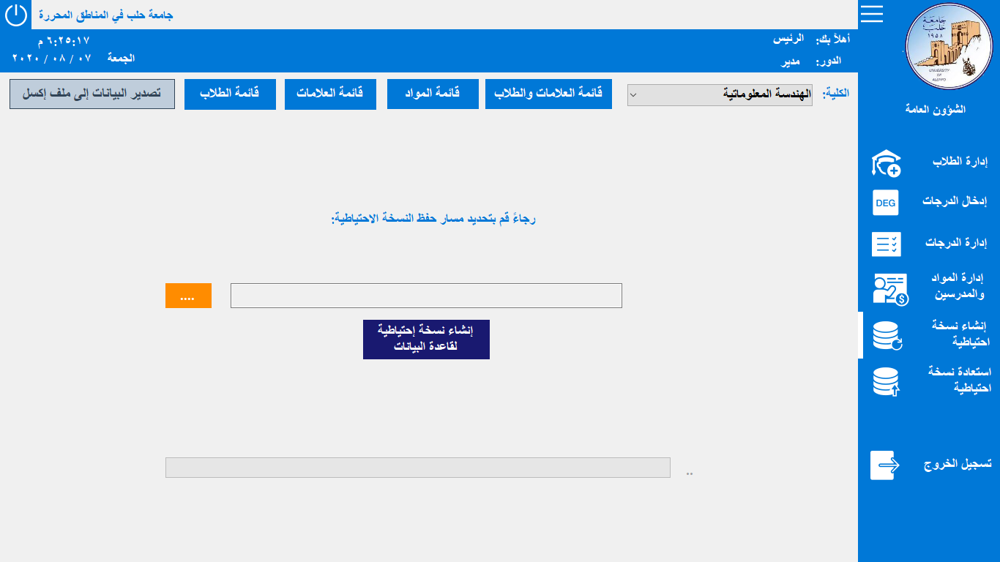 جامعة حلب في المناطق المحررة
أهلاً بك: الرئيس
الدور: مدير
٦:٢٥:١٧ م
الجمعة ٢٠٢٠ / ٠٨ / ٠٧
جامعة
حلب
١٩٥٨
UNIVERSITY
OF
ALEPPO
الشؤون العامة
إدارة الطلاب
إدخال الدرجات
DEG
إدارة الدرجات
إدارة المواد
والمدرسين
$
إنشاء نسخة
احتياطية
استعادة نسخة
احتياطية
تسجيل الخروج
الكلية: الهندسة المعلوماتية
قائمة العلامات والطلاب
قائمة المواد
قائمة العلامات
قائمة الطلاب
تصدير البيانات إلى ملف إكسل
رجاءً قم بتحديد مسار حفظ النسخة الاحتياطية:
....
إنشاء نسخة إحتياطية
لقاعدة البيانات
..